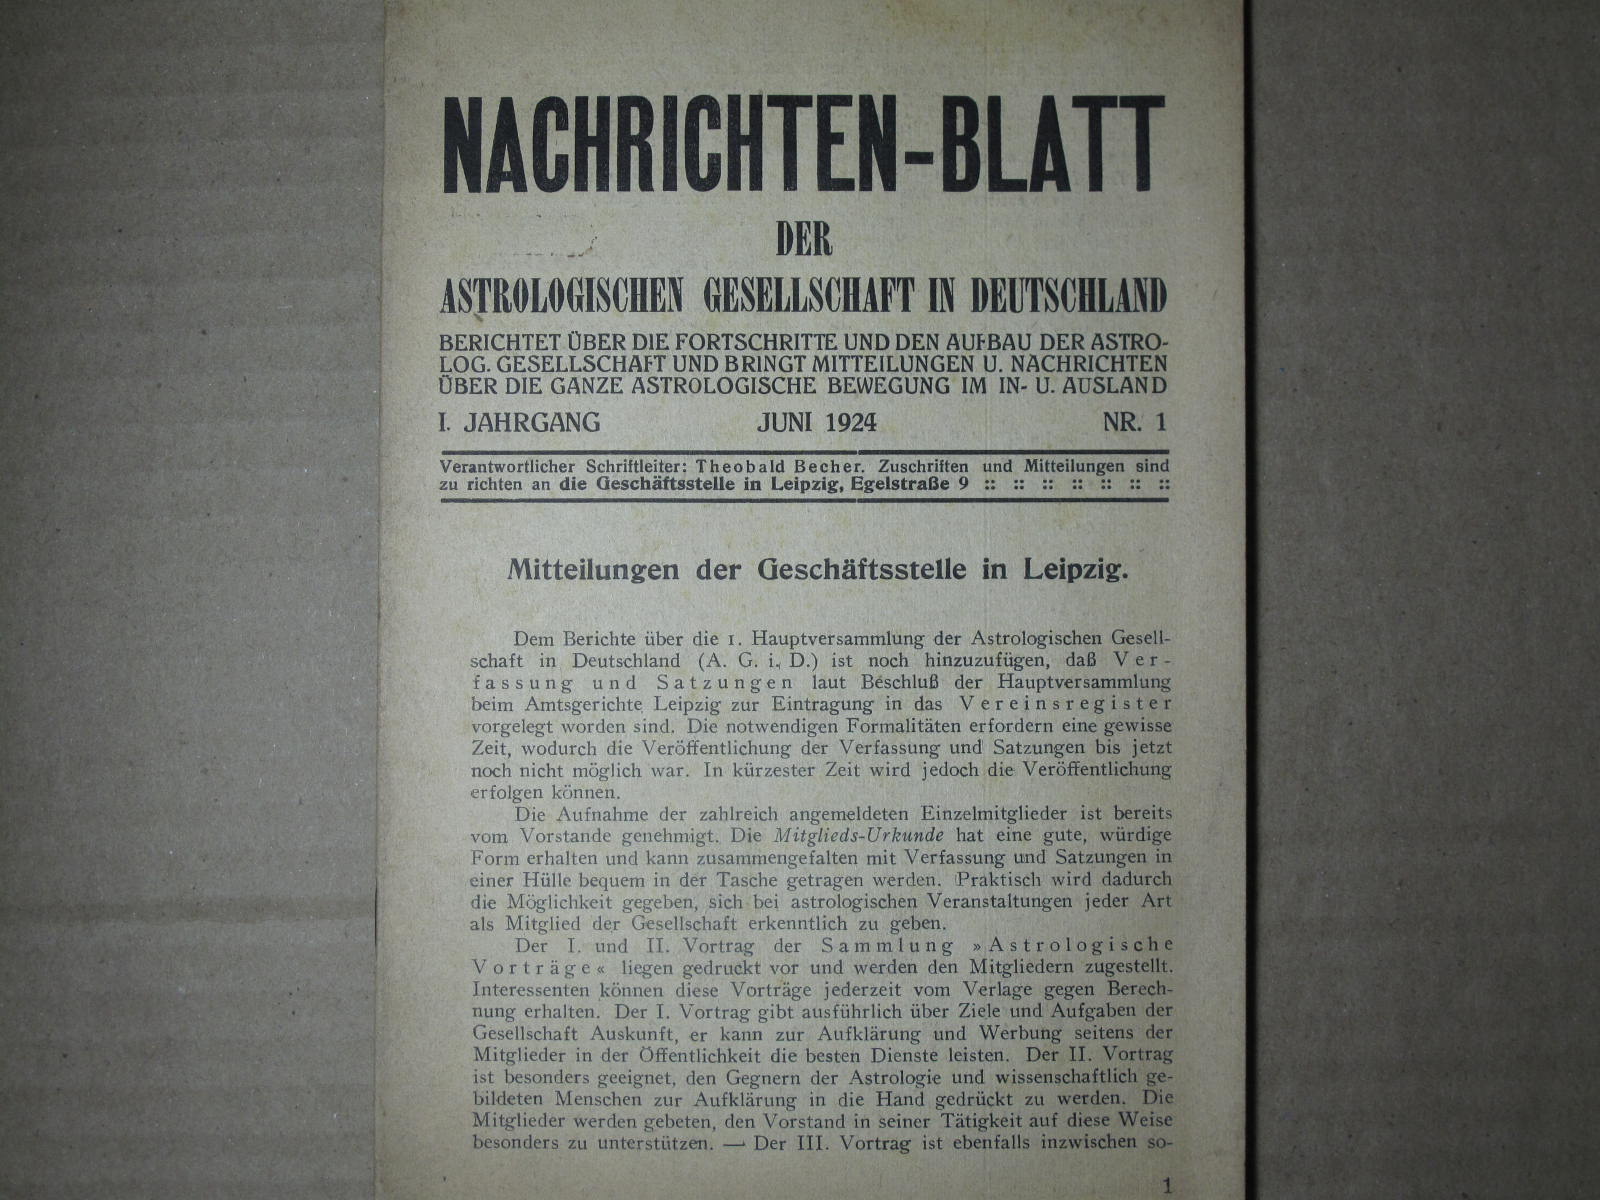 NACHRICHTEN-BLATT
DER
ASTROLOGISCHEN GESELLSCHAFT IN DEUTSCHLAND
BERICHTET ÜBER DIE FORTSCHRITTE UND DEN AUFBAU DER ASTRO-
LOG. GESELLSCHAFT UND BRINGT MITTEILUNGEN U. NACHRICHTEN
ÜBER DIE GANZE ASTROLOGISCHE BEWEGUNG IM IN- U. AUSLAND
I. JAHRGANG JUNI 1924 NR. 1
Verantwortlicher Schriftleiter: Theobald Becher. Zuschriften und Mitteilungen sind
zu richten an die Geschäftsstelle in Leipzig, Egelstraße 9 :: :: :: :: :: :: ::
Mitteilungen der Geschäftsstelle in Leipzig.
Dem Berichte über die 1. Hauptversammlung der Astrologischen Gesell-
schaft in Deutschland (A. G. i. D.) ist noch hinzuzufügen, daß Ver-
fassung und Satzungen laut Beschluß der Hauptversammlung
beim Amtsgerichte Leipzig zur Eintragung in das Vereinsregister
vorgelegt worden sind. Die notwendigen Formalitäten erfordern eine gewisse
Zeit, wodurch die Veröffentlichung der Verfassung und Satzungen bis jetzt
noch nicht möglich war. In kürzester Zeit wird jedoch die Veröffentlichung
erfolgen können.
Die Aufnahme der zahlreich angemeldeten Einzelmitglieder ist bereits
vom Vorstande genehmigt. Die Mitglieds-Urkunde hat eine gute, würdige
Form erhalten und kann zusammengefalten mit Verfassung und Satzungen in
einer Hülle bequem in der Tasche getragen werden. Praktisch wird dadurch
die Möglichkeit gegeben, sich bei astrologischen Veranstaltungen jeder Art
als Mitglied der Gesellschaft erkenntlich zu geben.
Der I. und II. Vortrag der Sammlung »Astrologische
Vorträge« liegen gedruckt vor und werden den Mitgliedern zugestellt.
Interessenten können diese Vorträge jederzeit vom Verlage gegen Berech-
nung erhalten. Der I. Vortrag gibt ausführlich über Ziele und Aufgaben der
Gesellschaft Auskunft, er kann zur Aufklärung und Werbung seitens der
Mitglieder in der Öffentlichkeit die besten Dienste leisten. Der II. Vortrag
ist besonders geeignet, den Gegnern der Astrologie und wissenschaftlich ge-
bildeten Menschen zur Aufklärung in die Hand gedrückt zu werden. Die
Mitglieder werden gebeten, den Vorstand in seiner Tätigkeit auf diese Weise
besonders zu unterstützen. — Der III. Vortrag ist ebenfalls inzwischen so-
1